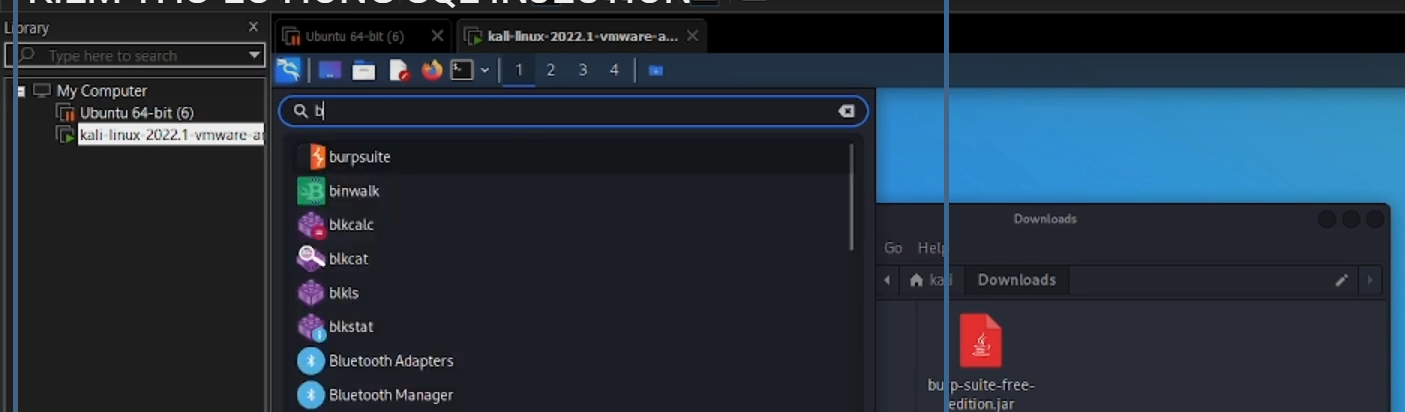 Library
Type here to search
My Computer
Ubuntu 64-bit (6)
kali-linux-2022.1-vmware-a
Ubuntu 64-bit (6)
kali-linux-2022.1-vmware-a...
1 2 3 4
b
burpsuite
binwalk
blkcalc
blkcat
blkls
blkstat
Bluetooth Adapters
Bluetooth Manager
Downloads
Go Help
kali Downloads
burp-suite-free-
edition.jar